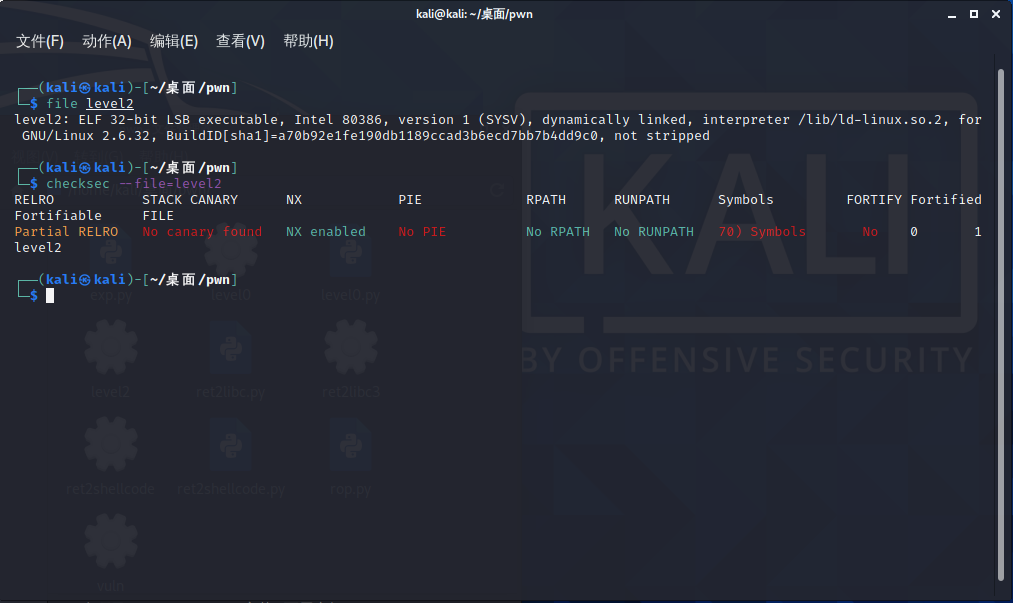 kali@kali: ~/桌面/pwn
文件(F) 动作(A) 编辑(E) 查看(V) 帮助(H)
┌──(kali㉿kali)-[~/桌面/pwn]
└─$ file level2
level2: ELF 32-bit LSB executable, Intel 80386, version 1 (SYSV), dynamically linked, interpreter /lib/ld-linux.so.2, for
GNU/Linux 2.6.32, BuildID[sha1]=a70b92e1fe190db1189ccad3b6ecd7bb7b4dd9c0, not stripped
┌──(kali㉿kali)-[~/桌面/pwn]
└─$ checksec --file=level2
RELRO STACK CANARY NX PIE RPATH RUNPATH Symbols FORTIFY Fortified
Fortifiable FILE
Partial RELRO No canary found NX enabled No PIE No RPATH No RUNPATH 70) Symbols No 0 1
level2
┌──(kali㉿kali)-[~/桌面/pwn]
└─$
exp.py level0 level0.py
level2 ret2libc.py ret2libc3
ret2shellcode ret2shellcode.py rop.py
vuln
KALI
BY OFFENSIVE SECURITY